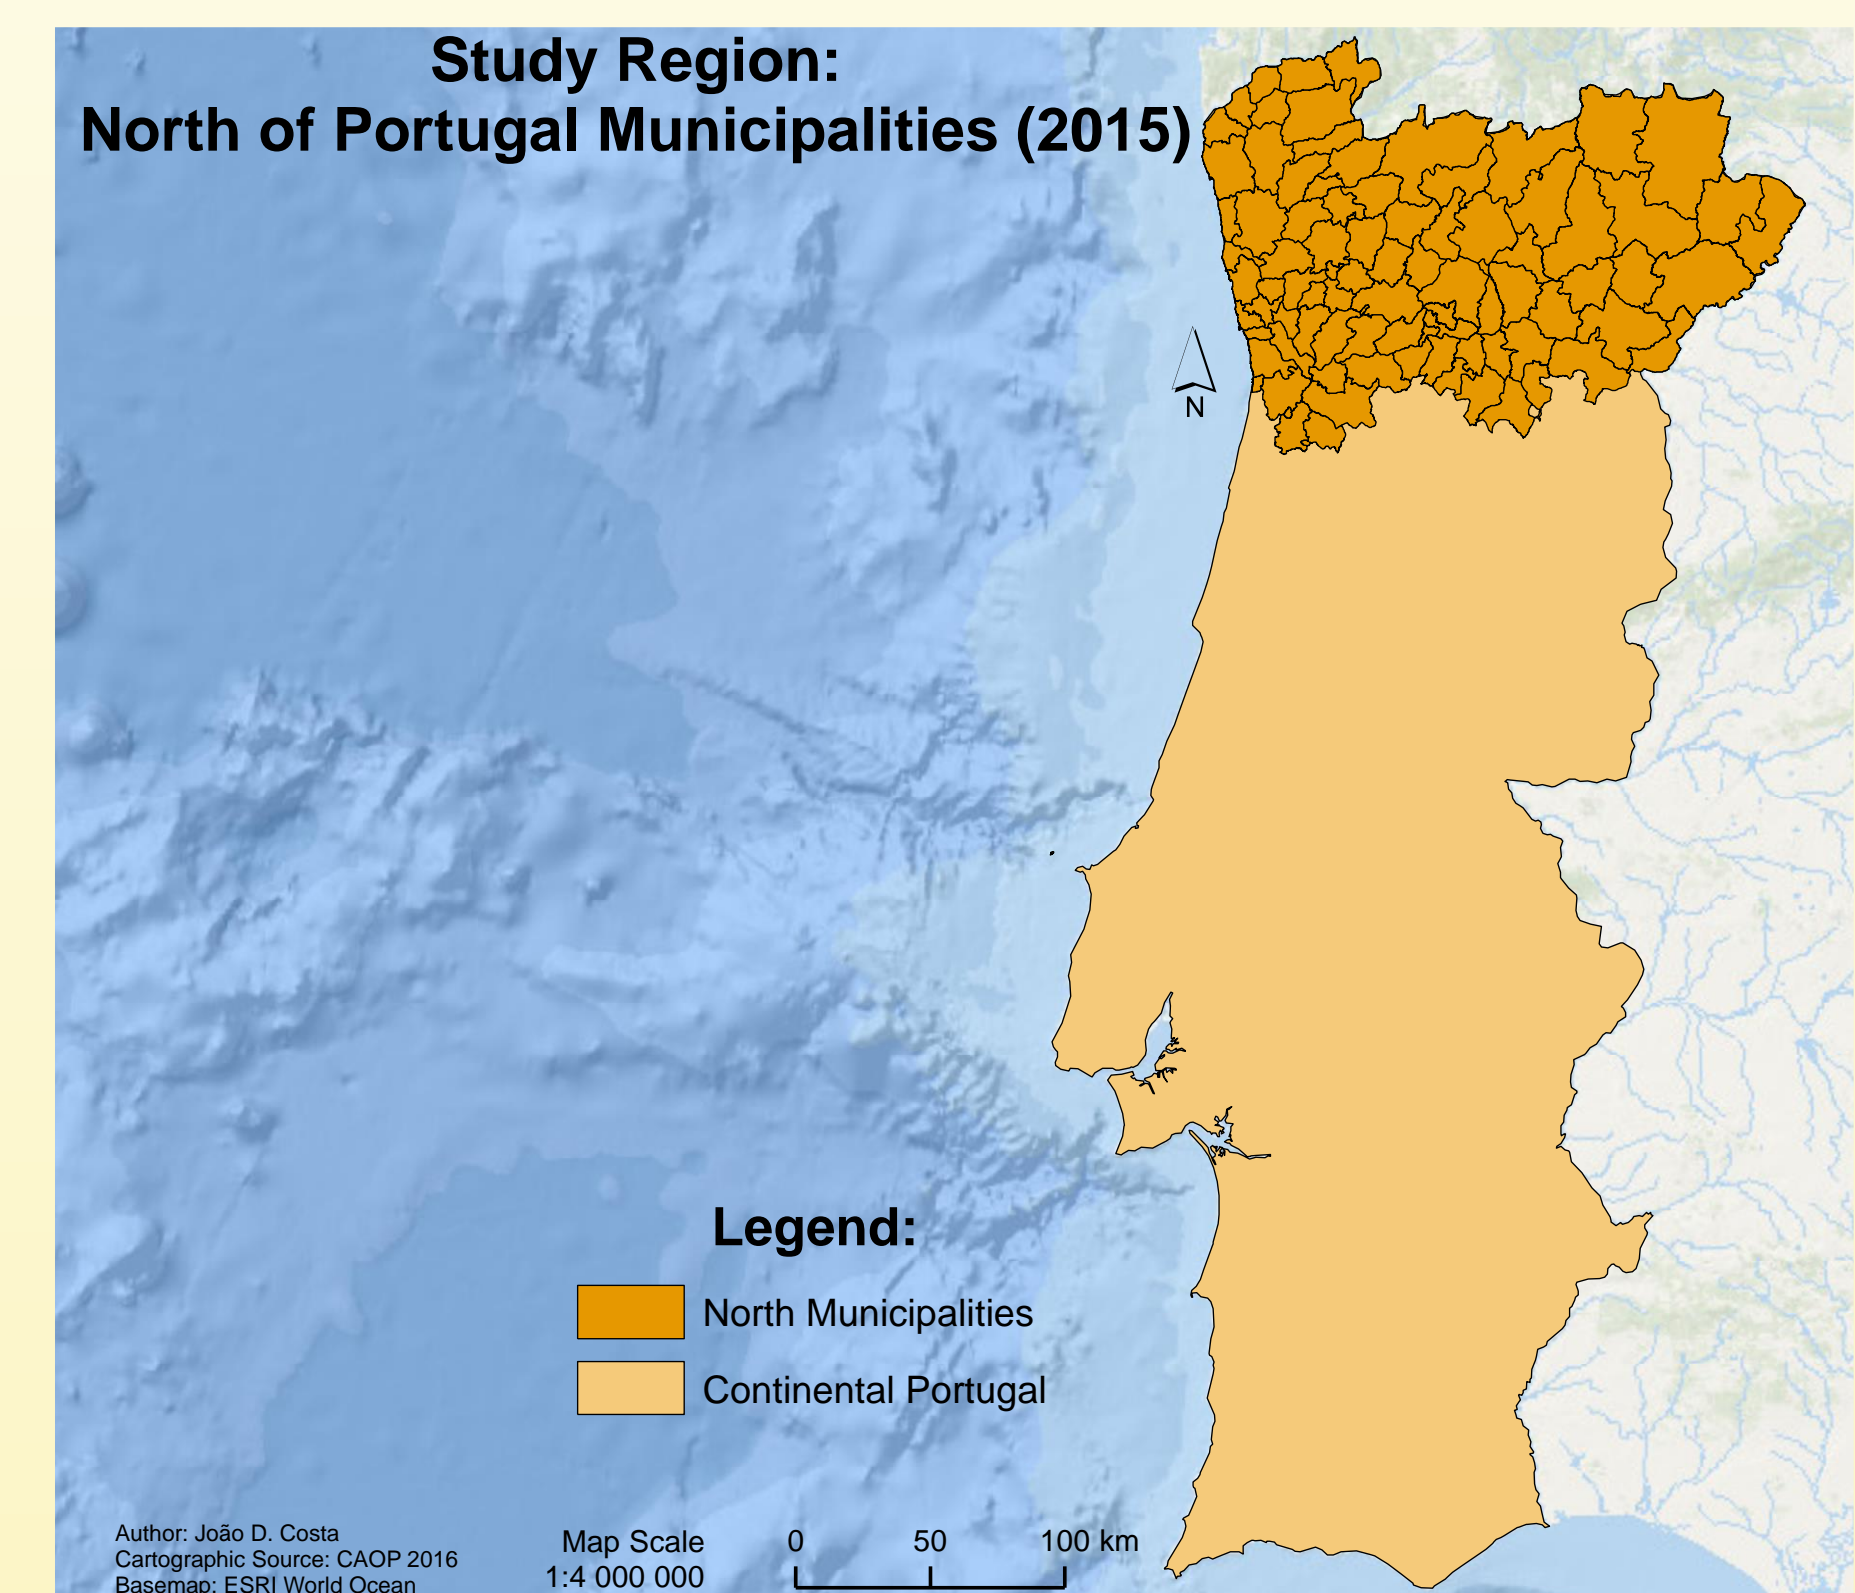 Study Region:
North of Portugal Municipalities (2015)
N
Legend:
North Municipalities
Continental Portugal
Author: João D. Costa
Cartographic Source: CAOP 2016
Basemap: ESRI World Ocean
Map Scale
1:4 000 000
0 50 100 km